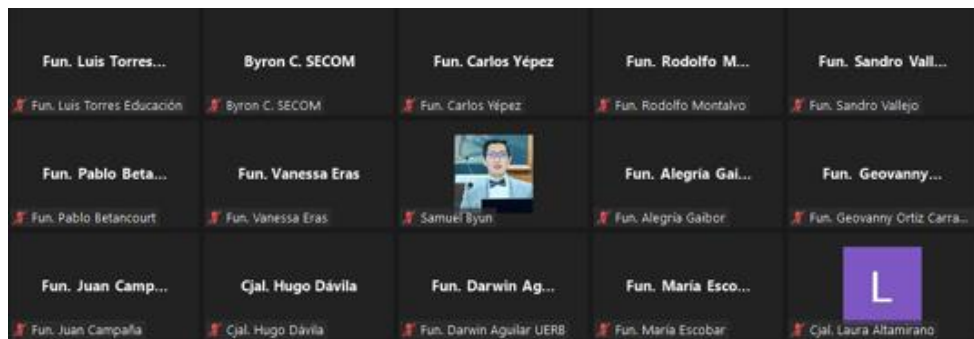 Fun. Luis Torres...
Byron C. SECOM
Fun. Carlos Yépez
Fun. Rodolfo M...
Fun. Sandro Vall...
Fun. Luis Torres Educación
Byron C. SECOM
Fun. Carlos Yépez
Fun. Rodolfo Montalvo
Fun. Sandro Vallejo
Fun. Pablo Beta...
Fun. Vanessa Eras
Fun. Alegría Gai...
Fun. Geovanny...
Fun. Pablo Betancourt
Fun. Vanessa Eras
Samuel Byun
Fun. Alegría Gaibor
Fun. Geovanny Ortiz Carra...
Fun. Juan Camp...
Cjal. Hugo Dávila
Fun. Darwin Ag...
Fun. María Esco...
L
Fun. Juan Campaña
Cjal. Hugo Dávila
Fun. Darwin Aguilar UERB
Fun. María Escobar
Cjal. Laura Altamirano